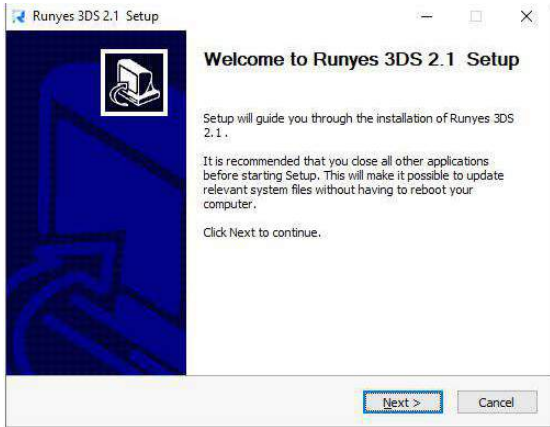 Runyes 3DS 2.1 Setup
Welcome to Runyes 3DS 2.1 Setup
Setup will guide you through the installation of Runyes 3DS
2.1 .
It is recommended that you close all other applications
before starting Setup. This will make it possible to update
relevant system files without having to reboot your
computer.
Click Next to continue.
Next >
Cancel